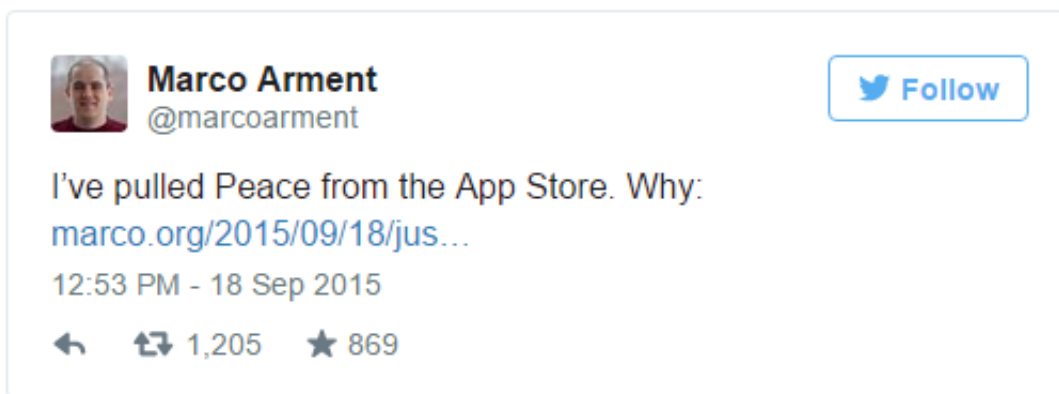 Marco Arment
@marcoarment
Follow
I’ve pulled Peace from the App Store. Why:
marco.org/2015/09/18/jus…
12:53 PM - 18 Sep 2015
1,205 869